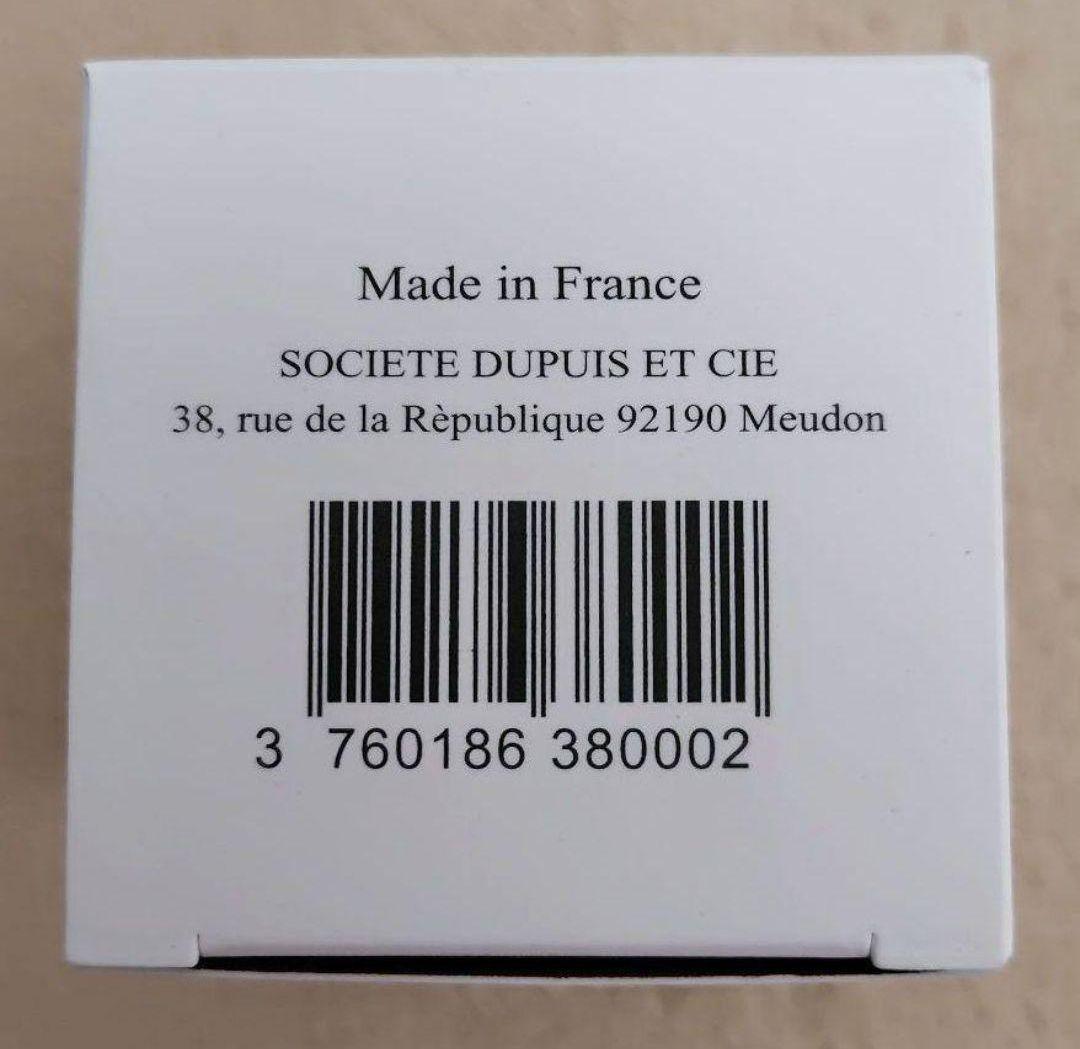 Made in France
SOCIETE DUPUIS ET CIE
38, rue de la Rèpublique 92190 Meudon
3 760186 380002